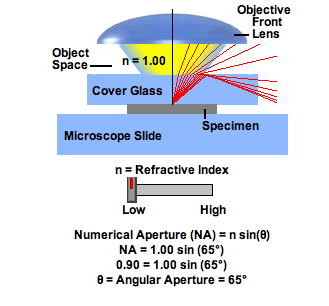 Objective
Front
Lens
Object
Space
n = 1.00
Cover Glass
Specimen
Microscope Slide
n = Refractive Index
Low High
Numerical Aperture (NA) = n sin(θ)
NA = 1.00 sin (65°)
0.90 = 1.00 sin (65°)
θ = Angular Aperture = 65°